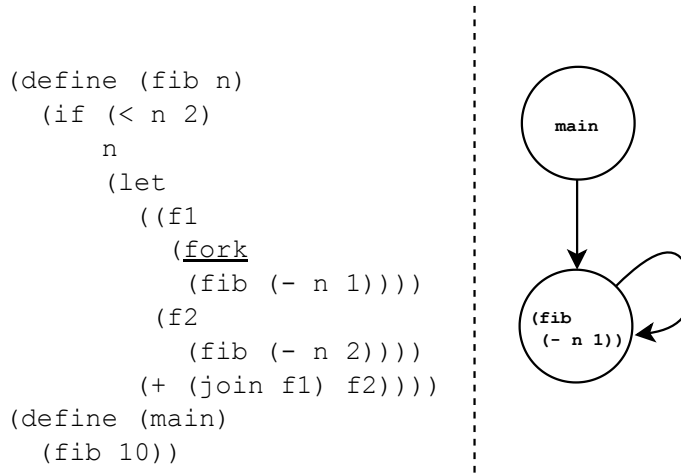 (define (fib n)
(if (< n 2)
n
(let
((f1
(fork
(fib (- n 1))))
(f2
(fib (- n 2))))
(+ (join f1) f2))))
(define (main)
(fib 10))
main
(fib
(- n 1))